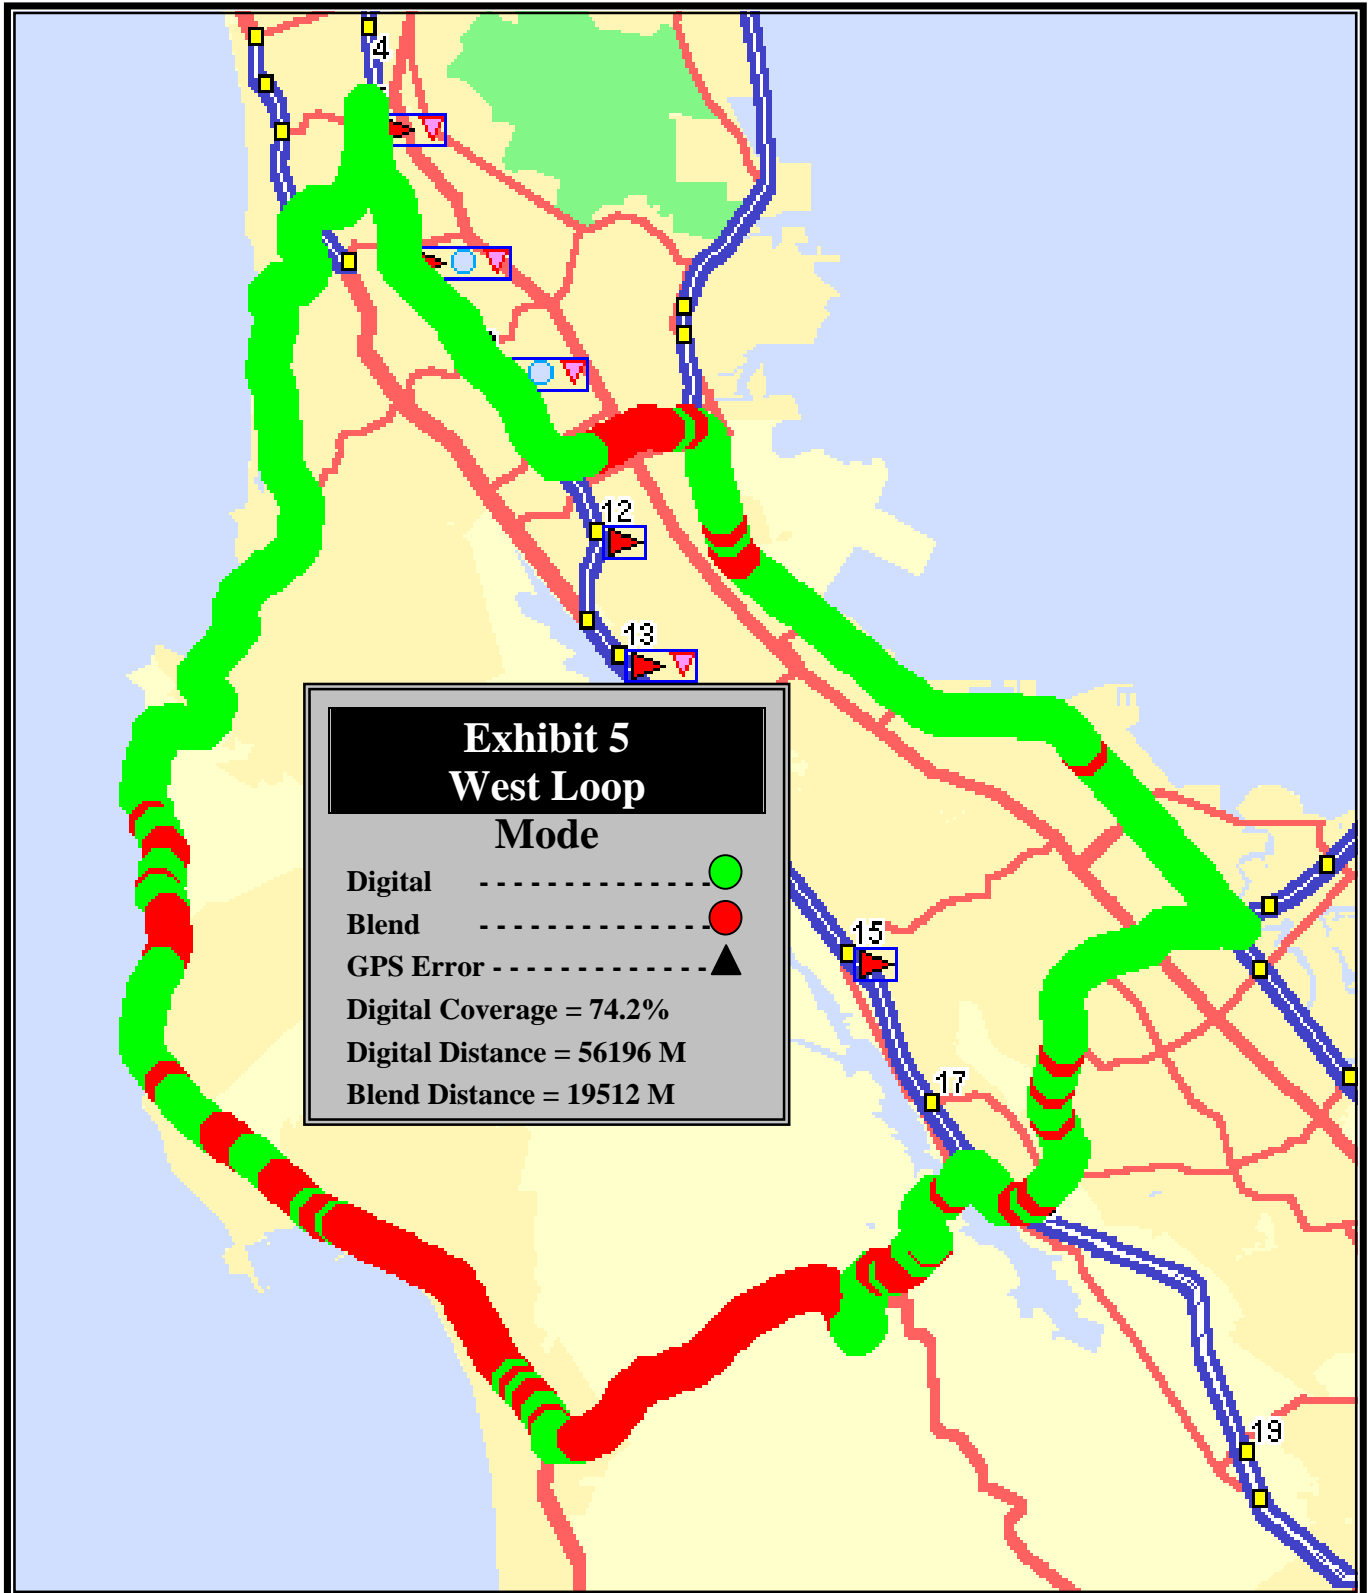 4
12
13
Exhibit 5
West Loop
Mode
Digital - - - - - - - - - - - - - -
Blend - - - - - - - - - - - - - -
GPS Error - - - - - - - - - - - - -
Digital Coverage = 74.2%
Digital Distance = 56196 M
Blend Distance = 19512 M
15
17
19